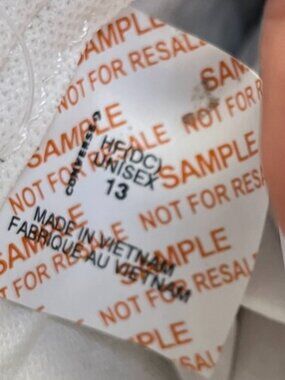 SAMPLE
NOT FOR RESALE
SAMPLE
NOT FOR RESALE
SAMPLE
NOT FOR RESALE
SAMPLE
NOT FOR RESALE
SAMPLE
CONVERSE
HF(DC)
UNISEX
13
MADE IN VIETNAM
FABRIQUE AU VIETNAM